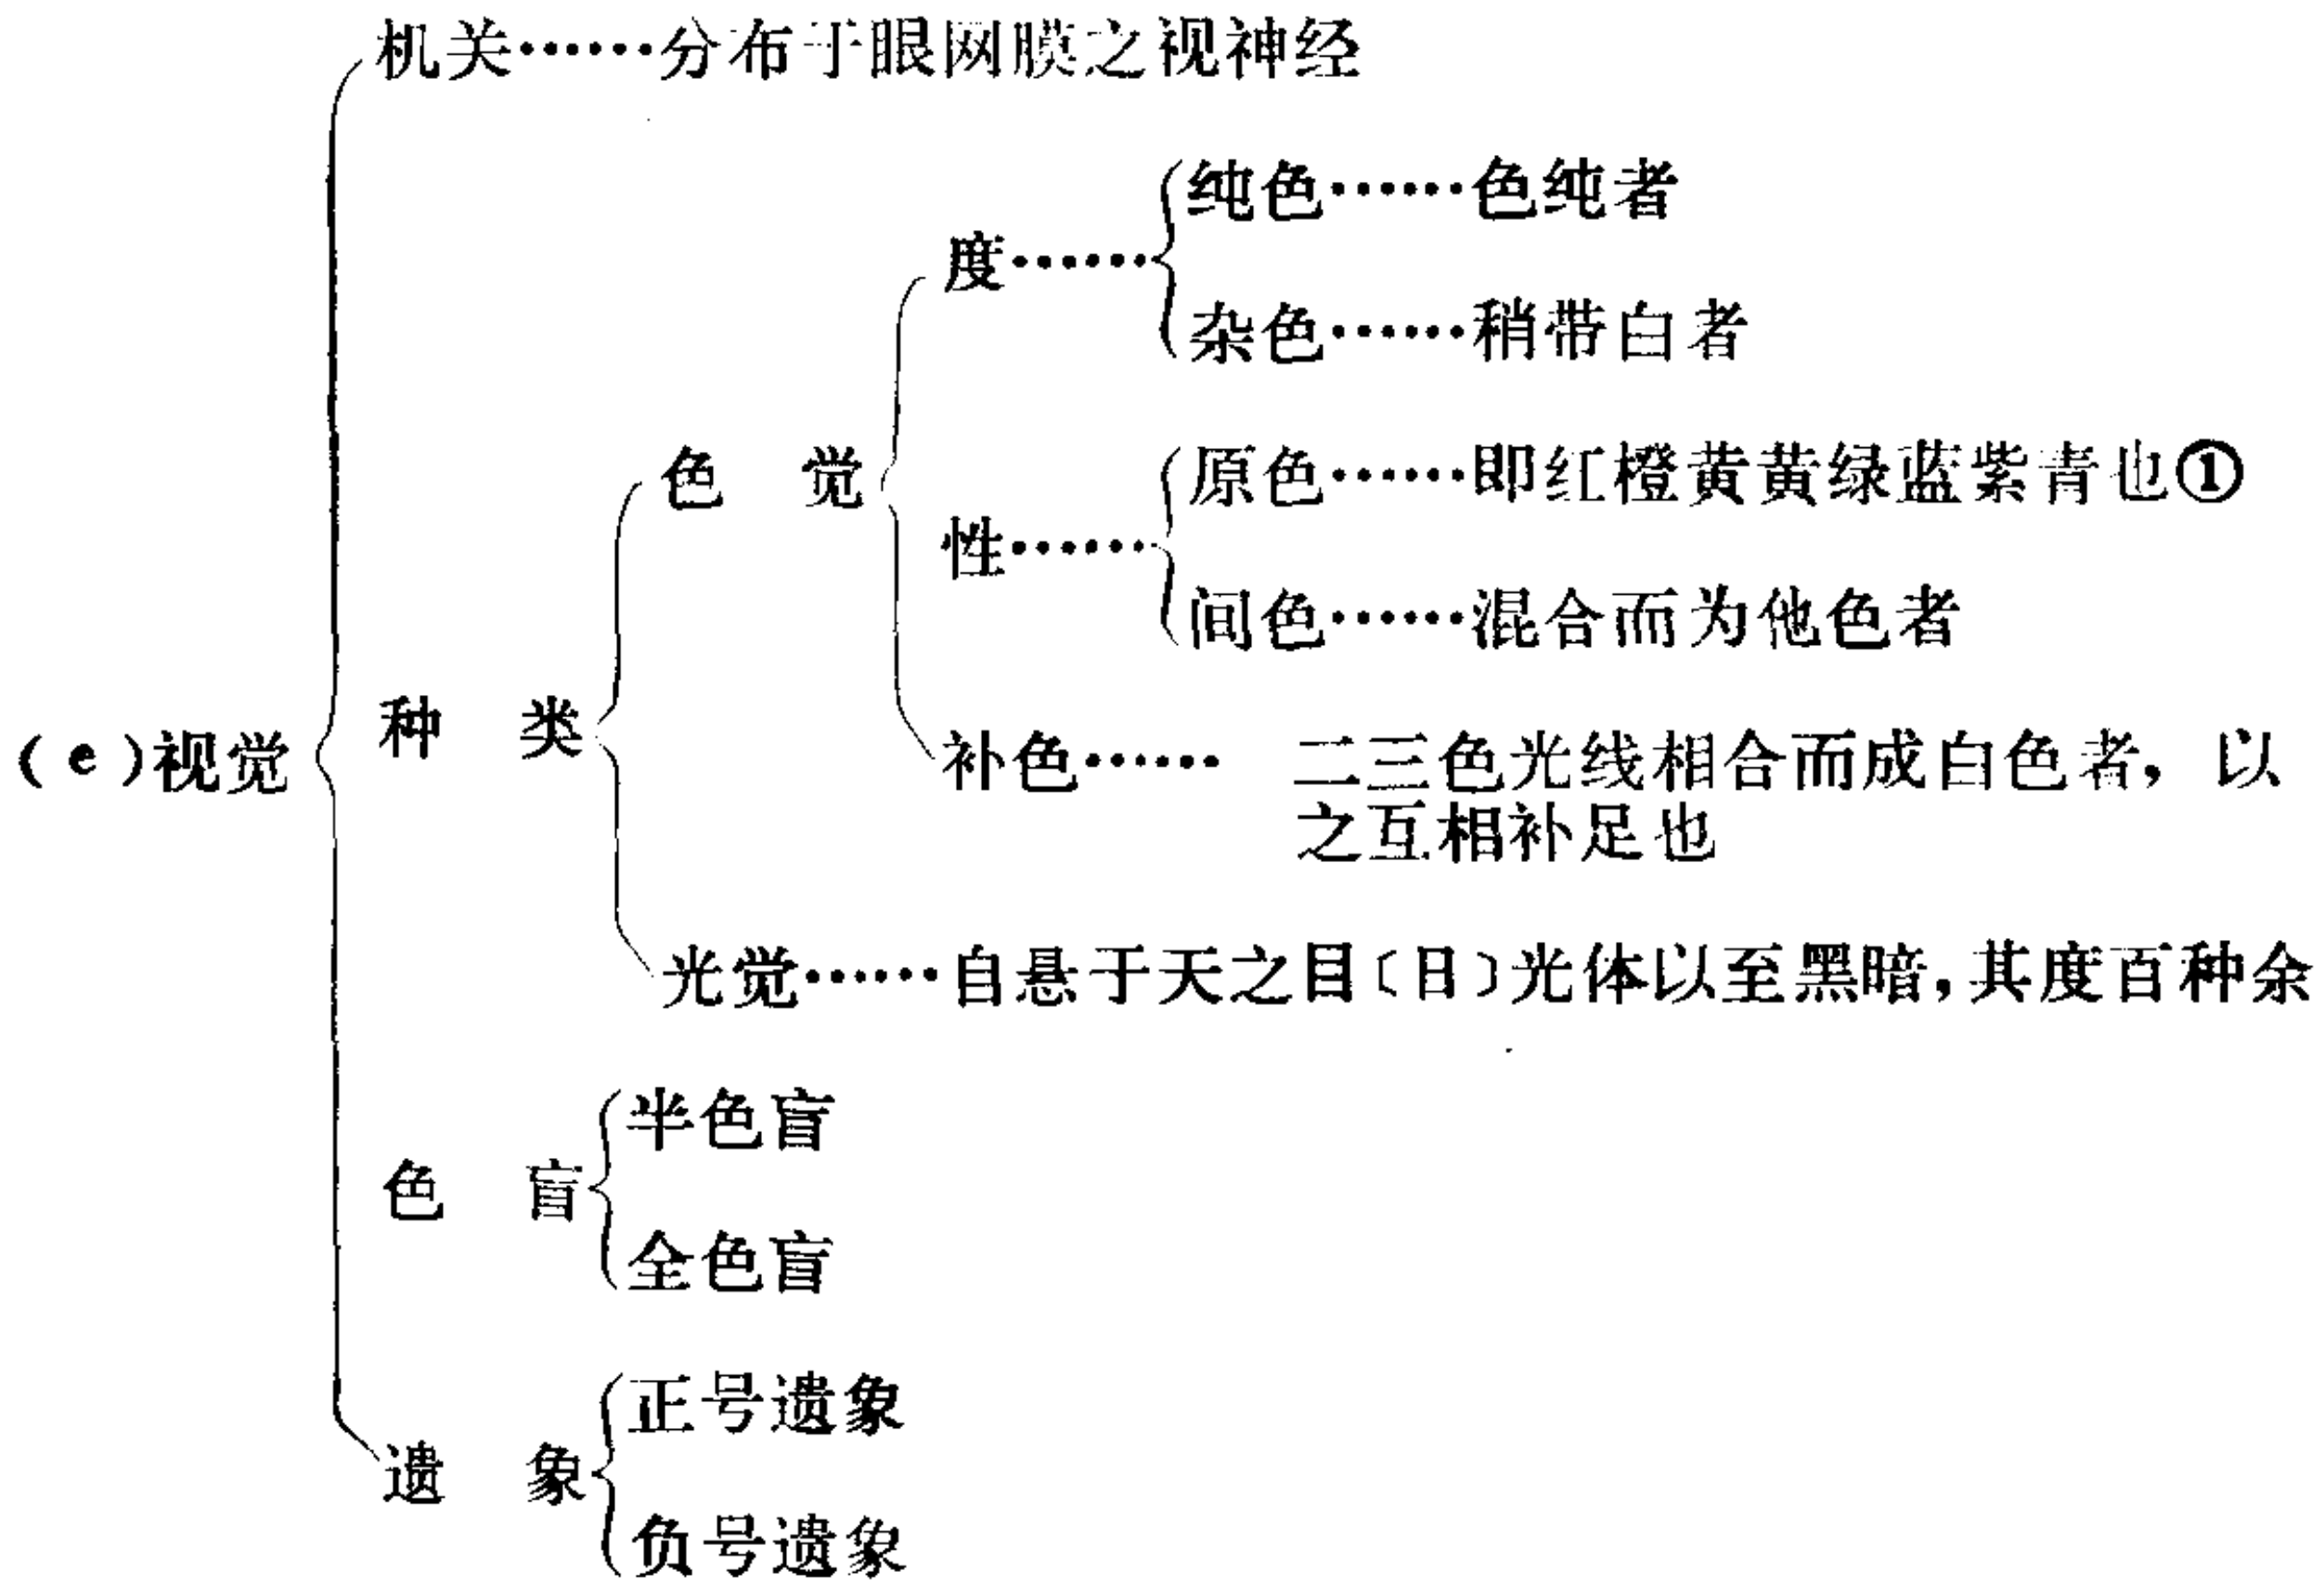 机关……分布于眼网膜之视神经
纯色……色纯者
度……
杂色……稍带白者
色 觉
原色……即红橙黄黄绿蓝紫青也①
性……
间色……混合而为他色者
种 类
(e)视觉
补色…… 二三色光线相合而成白色者，以
之互相补足也
光觉……自悬于天之目〔日〕光体以至黑暗，其度百种余
半色盲
色 盲
全色盲
正号遗象
遗 象
负号遗象